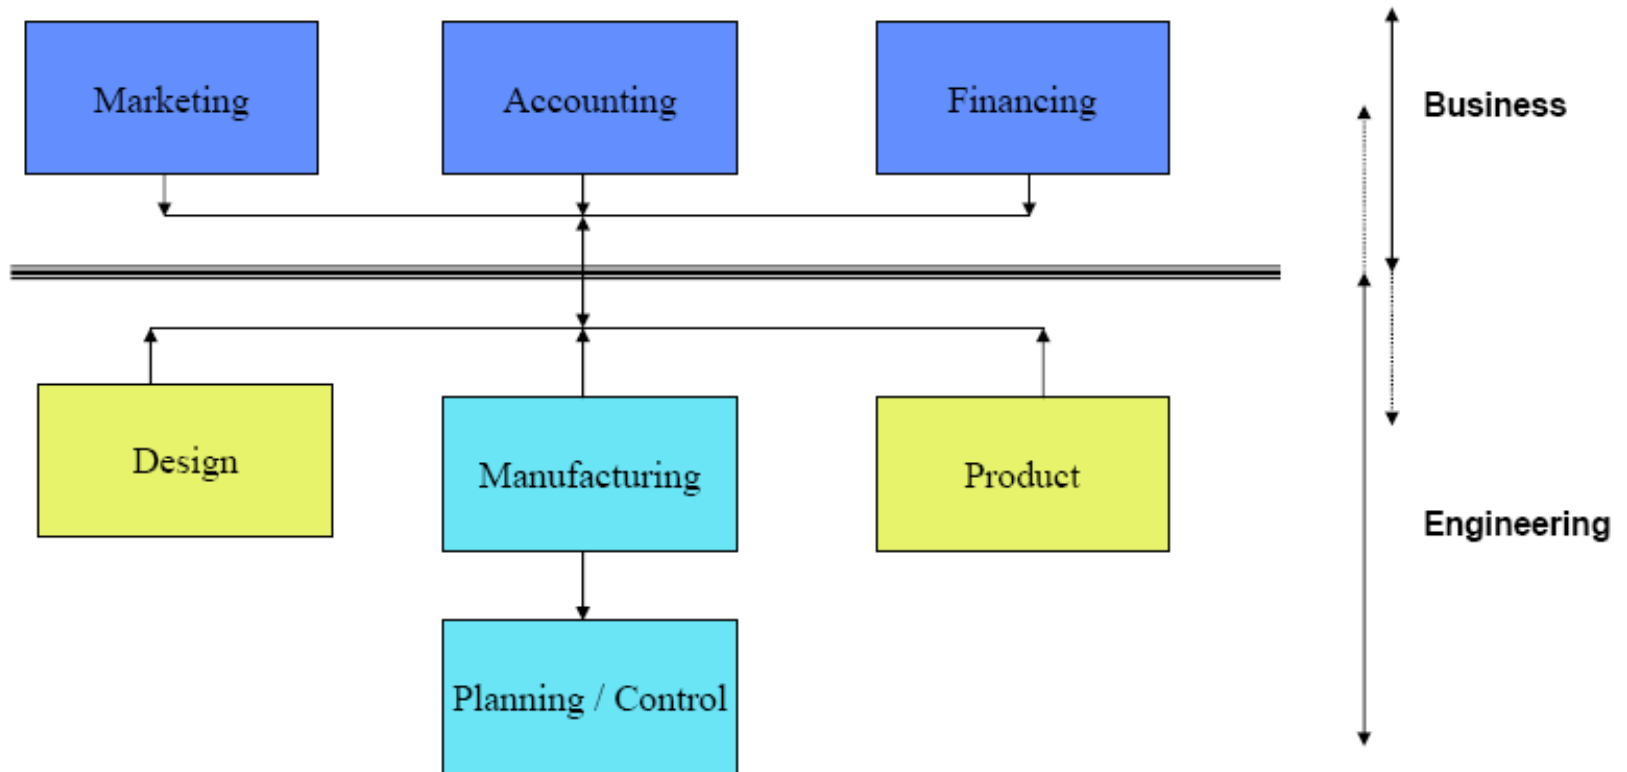 Marketing
Accounting
Financing
Business
Design
Manufacturing
Product
Engineering
Planning / Control